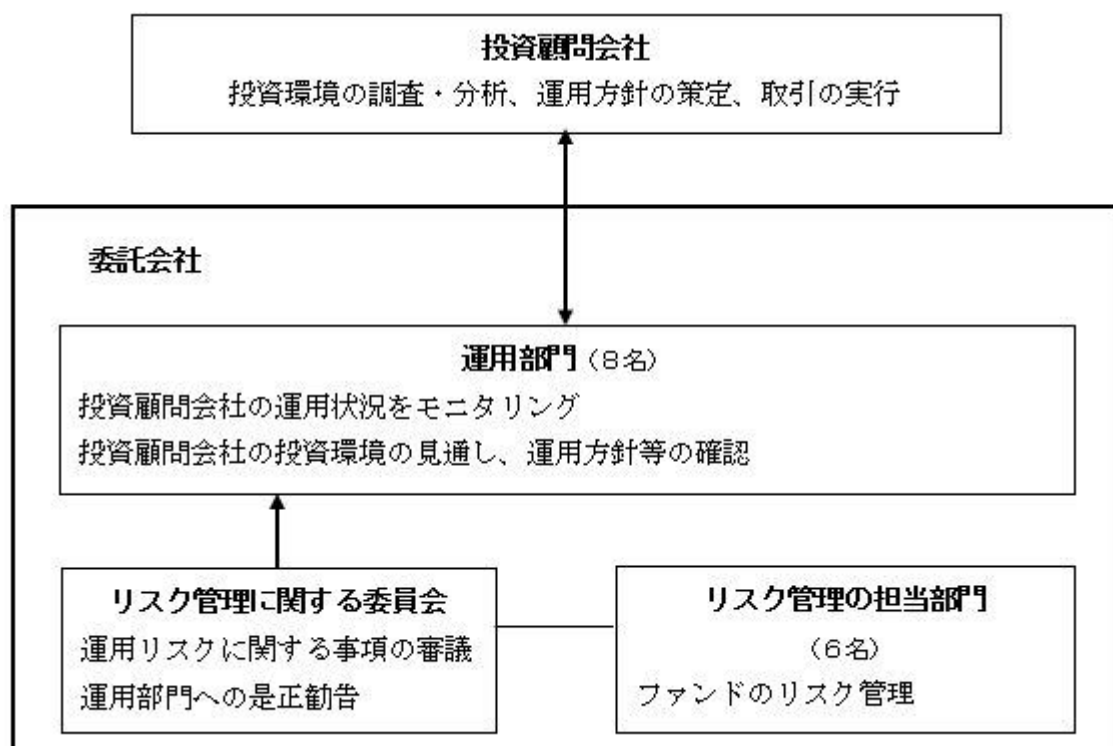 投資顧問会社
投資環境の調査・分析、運用方針の策定、取引の実行
委託会社
運用部門（８名）
投資顧問会社の運用状況をモニタリング
投資顧問会社の投資環境の見通し、運用方針等の確認
リスク管理に関する委員会
運用リスクに関する事項の審議
運用部門への是正勧告
リスク管理の担当部門
（６名）
ファンドのリスク管理